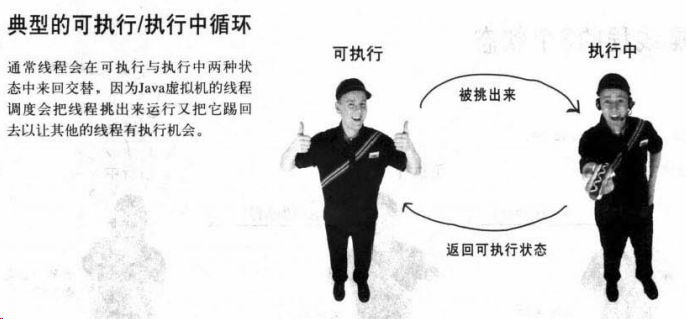 典型的可执行/执行中循环
通常线程会在可执行与执行中两种状
态中来回交替。因为Java虚拟机的线程
调度会把线程挑出来运行又把它踢回
去以让其他的线程有执行机会。
可执行
执行中
被挑出来
返回可执行状态